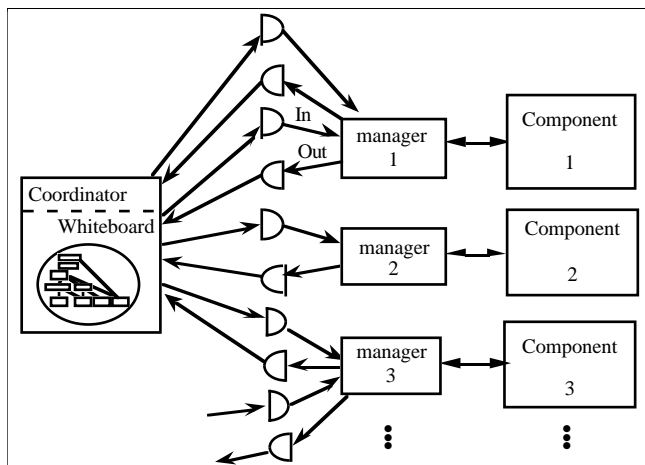 In
Out
manager
1
Component
1
Coordinator
Whiteboard
manager
2
Component
2
manager
3
Component
3